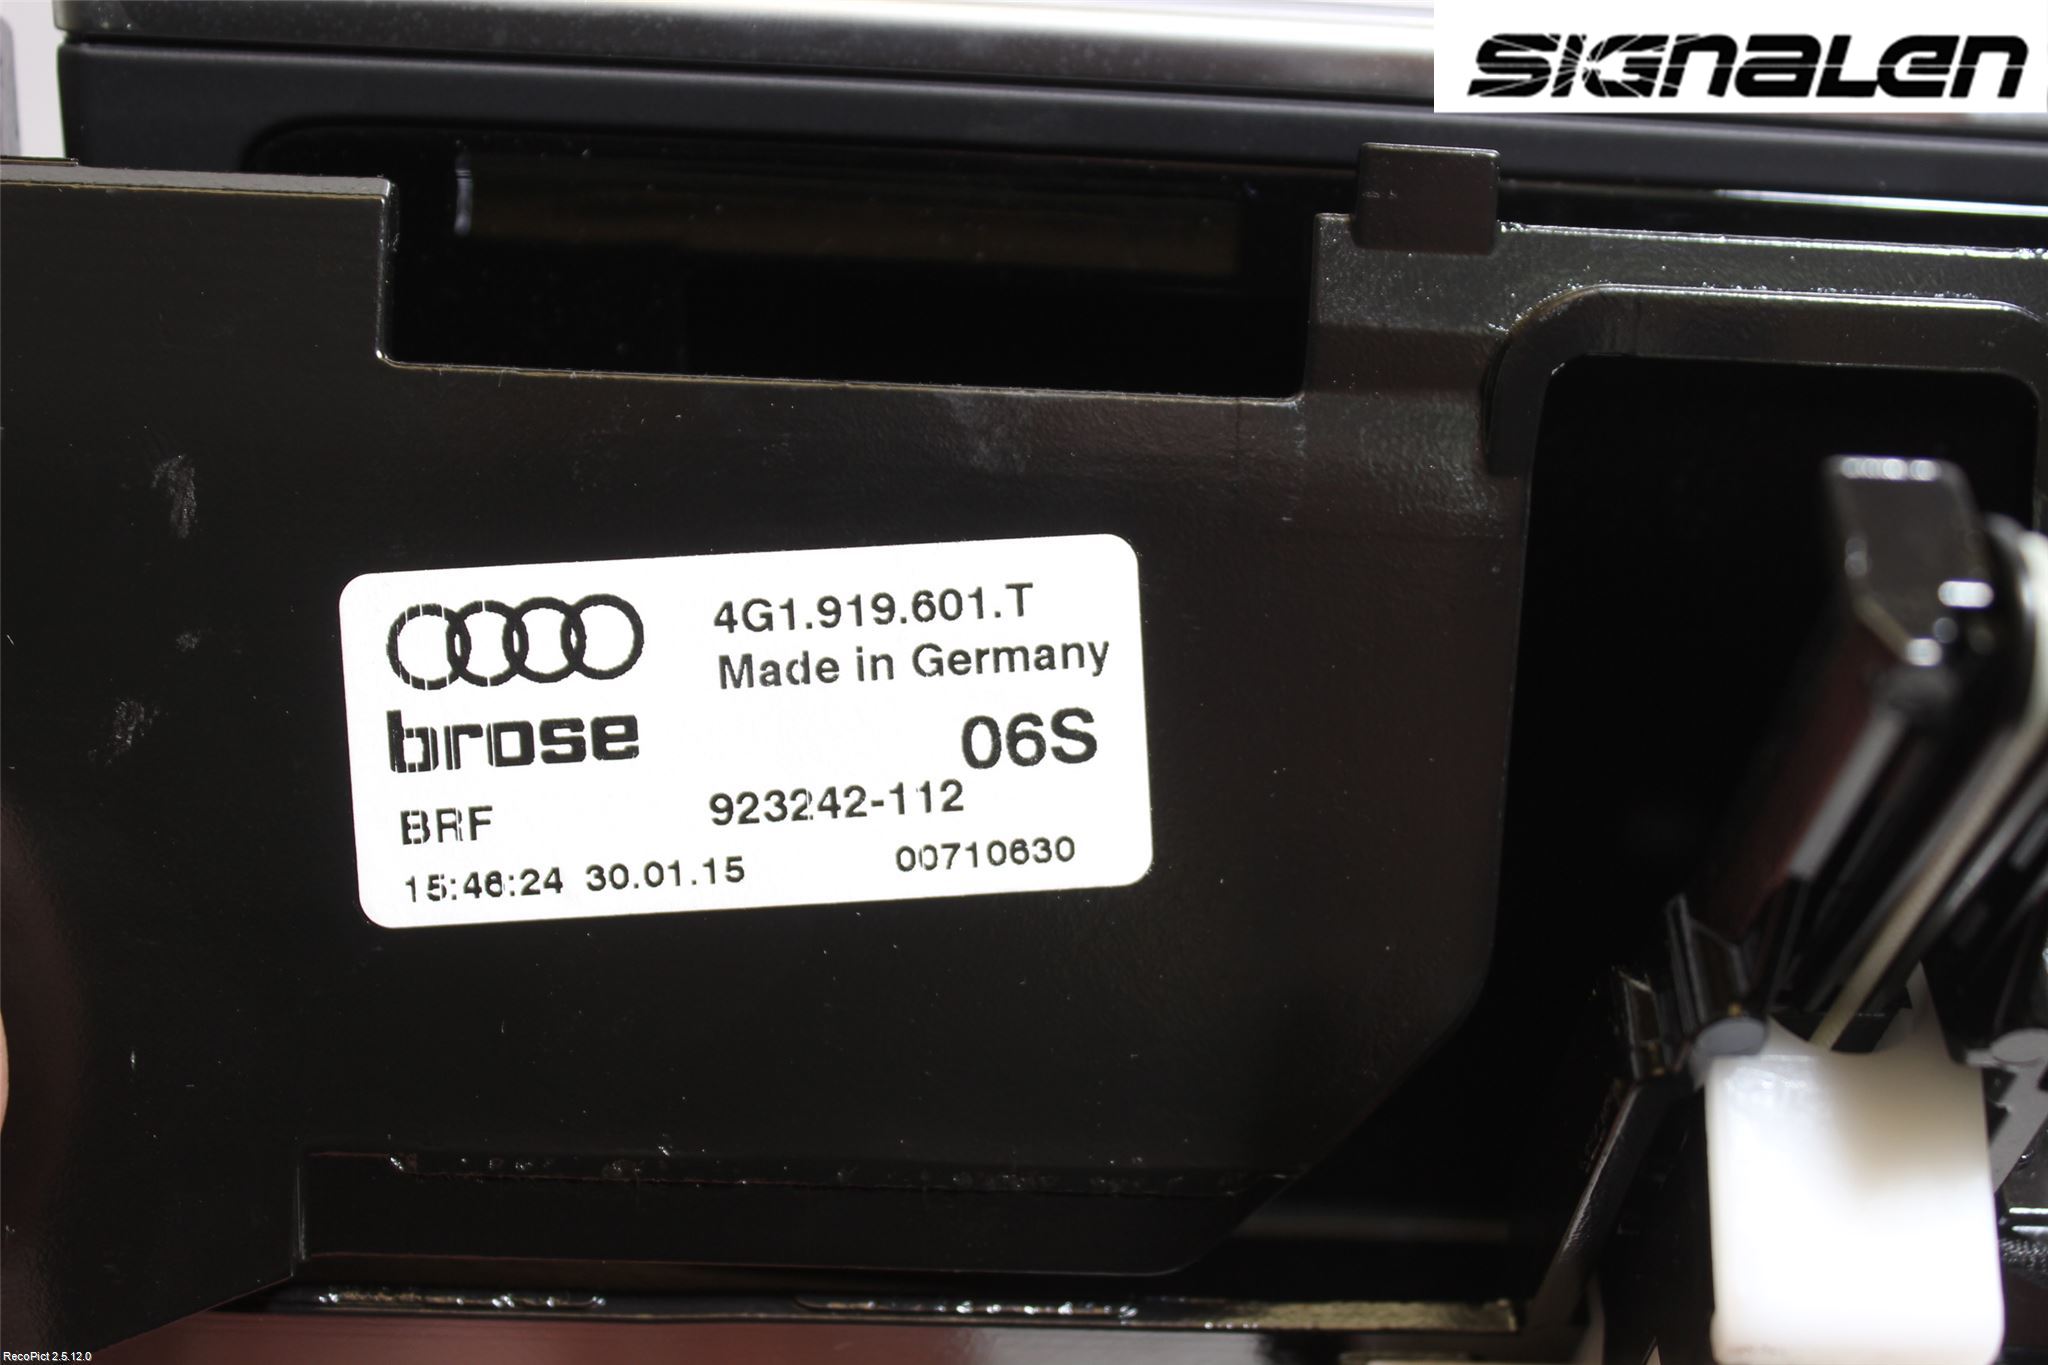 SIGNALEN
4G1.919.601.T
Made in Germany
brose
06S
BRF
923242-112
15:46:24 30.01.15
00710630
RecoPict 2.5.12.0